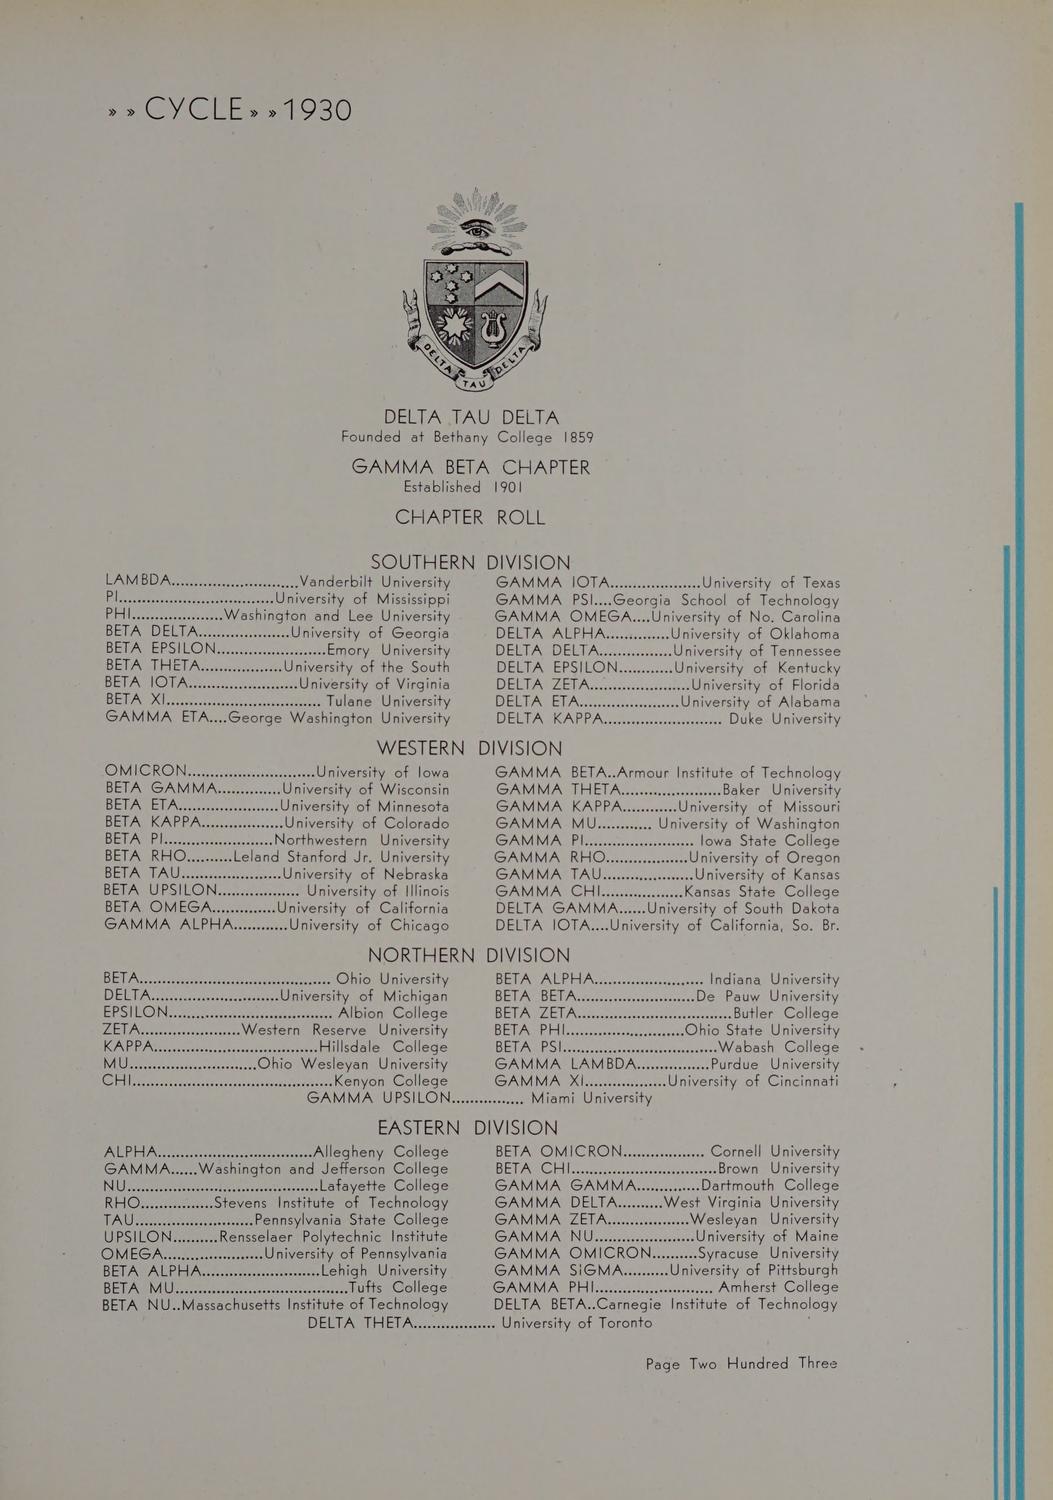 » » CYCLE » » 1930
DELTA TAU DELTA
DELTA TAU DELTA
Founded at Bethany College 1859
GAMMA BETA CHAPTER
Established 1901
CHAPTER ROLL
SOUTHERN DIVISION
LAMBDA............................Vanderbilt University
PI..................................University of Mississippi
PHI....................Washington and Lee University
BETA DELTA....................University of Georgia
BETA EPSILON........................Emory University
BETA THETA..................University of the South
BETA IOTA........................University of Virginia
BETA XI.................................. Tulane University
GAMMA ETA....George Washington University
GAMMA IOTA....................University of Texas
GAMMA PSI....Georgia School of Technology
GAMMA OMEGA....University of No. Carolina
DELTA ALPHA..............University of Oklahoma
DELTA DELTA................University of Tennessee
DELTA EPSILON............University of Kentucky
DELTA ZETA......................University of Florida
DELTA ETA......................University of Alabama
DELTA KAPPA.......................... Duke University
WESTERN DIVISION
OMICRON............................University of Iowa
BETA GAMMA..............University of Wisconsin
BETA ETA......................University of Minnesota
BETA KAPPA..................University of Colorado
BETA PI........................Northwestern University
BETA RHO..........Leland Stanford Jr. University
BETA TAU......................University of Nebraska
BETA UPSILON.................. University of Illinois
BETA OMEGA..............University of California
GAMMA ALPHA............University of Chicago
GAMMA BETA..Armour Institute of Technology
GAMMA THETA......................Baker University
GAMMA KAPPA............University of Missouri
GAMMA MU............ University of Washington
GAMMA PI........................ Iowa State College
GAMMA RHO..................University of Oregon
GAMMA TAU....................University of Kansas
GAMMA CHI..................Kansas State College
DELTA GAMMA......University of South Dakota
DELTA IOTA....University of California, So. Br.
NORTHERN DIVISION
BETA.......................................... Ohio University
DELTA............................University of Michigan
EPSILON.................................... Albion College
ZETA......................Western Reserve University
KAPPA....................................Hillsdale College
MU............................Ohio Wesleyan University
CHI............................................Kenyon College
BETA ALPHA........................ Indiana University
BETA BETA..........................De Pauw University
BETA ZETA..................................Butler College
BETA PHI..........................Ohio State University
BETA PSI..................................Wabash College
GAMMA LAMBDA................Purdue University
GAMMA XI..................University of Cincinnati
GAMMA UPSILON................ Miami University
EASTERN DIVISION
ALPHA..................................Allegheny College
GAMMA......Washington and Jefferson College
NU..........................................Lafayette College
RHO................Stevens Institute of Technology
TAU..........................Pennsylvania State College
UPSILON..........Rensselaer Polytechnic Institute
OMEGA......................University of Pennsylvania
BETA ALPHA..........................Lehigh University
BETA MU......................................Tufts College
BETA NU..Massachusetts Institute of Technology
BETA OMICRON.................. Cornell University
BETA CHI................................Brown University
GAMMA GAMMA..............Dartmouth College
GAMMA DELTA..........West Virginia University
GAMMA ZETA..................Wesleyan University
GAMMA NU......................University of Maine
GAMMA OMICRON..........Syracuse University
GAMMA SIGMA..........University of Pittsburgh
GAMMA PHI.......................... Amherst College
DELTA BETA..Carnegie Institute of Technology
DELTA THETA.................. University of Toronto
Page Two Hundred Three